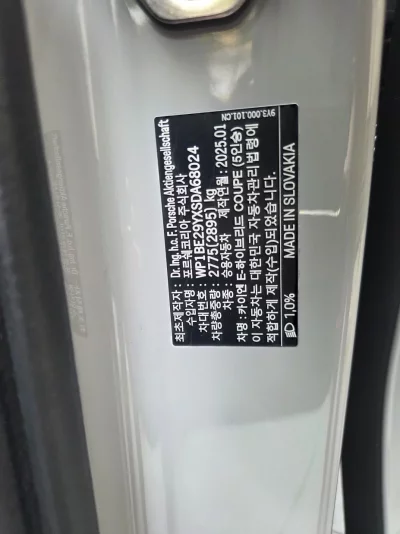 최초제작자 : Dr. Ing. h.c. F. Porsche Aktiengesellschaft
수입자명 : 포르쉐코리아 주식회사
차대번호 : WP1BE29YXSDA68024
차량총중량 : 2775(2895) kg
차종 : 승용자동차 제작연월 : 2025.01
차명 : 카이엔 E-하이브리드 COUPE (5인승)
이 자동차는 대한민국 자동차관리법령에
적합하게 제작(수입)되었습니다.
1,0% MADE IN SLOVAKIA
9Y3.000.101.CN